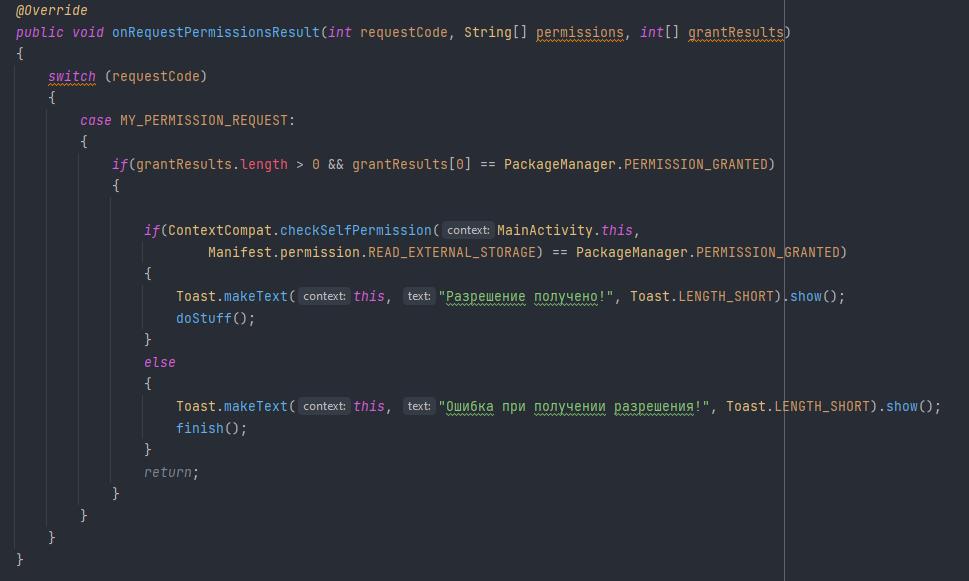 @Override
public void onRequestPermissionsResult(int requestCode, String[] permissions, int[] grantResults)
{
switch (requestCode)
{
case MY_PERMISSION_REQUEST:
{
if(grantResults.length > 0 && grantResults[0] == PackageManager.PERMISSION_GRANTED)
{
if(ContextCompat.checkSelfPermission( context: MainActivity.this,
Manifest.permission.READ_EXTERNAL_STORAGE) == PackageManager.PERMISSION_GRANTED)
{
Toast.makeText( context: this, text: "Разрешение получено!", Toast.LENGTH_SHORT).show();
doStuff();
}
else
{
Toast.makeText( context: this, text: "Ошибка при получении разрешения!", Toast.LENGTH_SHORT).show();
finish();
}
return;
}
}
}
}